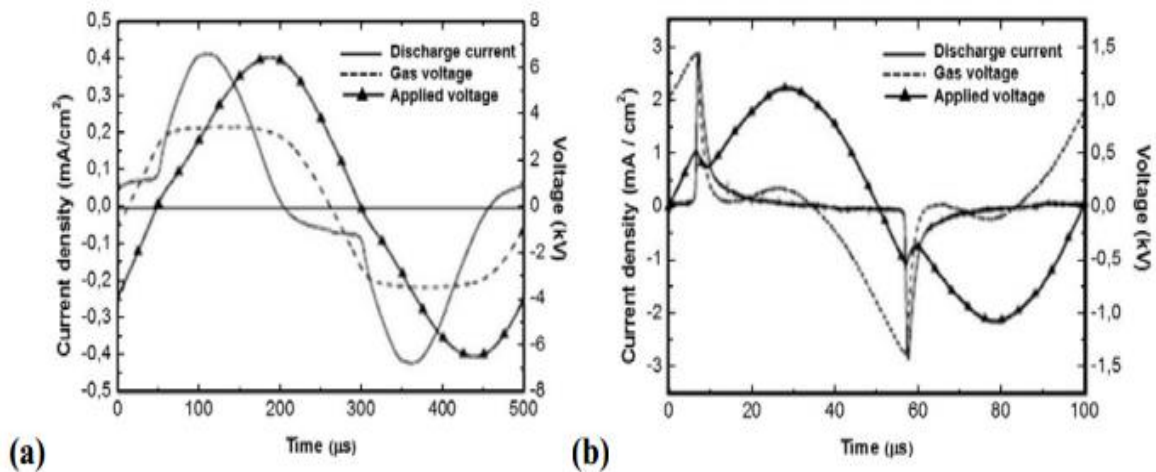 0,5
0,4
0,3
0,2
0,1
0,0
-0,1
-0,2
-0,3
-0,4
0,5
Current density (mA/cm²)
8
6
4
2
0
-2
-4
-6
-8
Voltage (kV)
Discharge current
Gas voltage
Applied voltage
0 100 200 300 400 500
Time (µs)
(a)
3
2
1
0
-1
-2
-3
Current density (mA / cm²)
1,5
1,0
0,5
0,0
-0,5
-1,0
-1,5
Voltage (kV)
Discharge current
Gas voltage
Applied voltage
0 20 40 60 80 100
Time (µs)
(b)